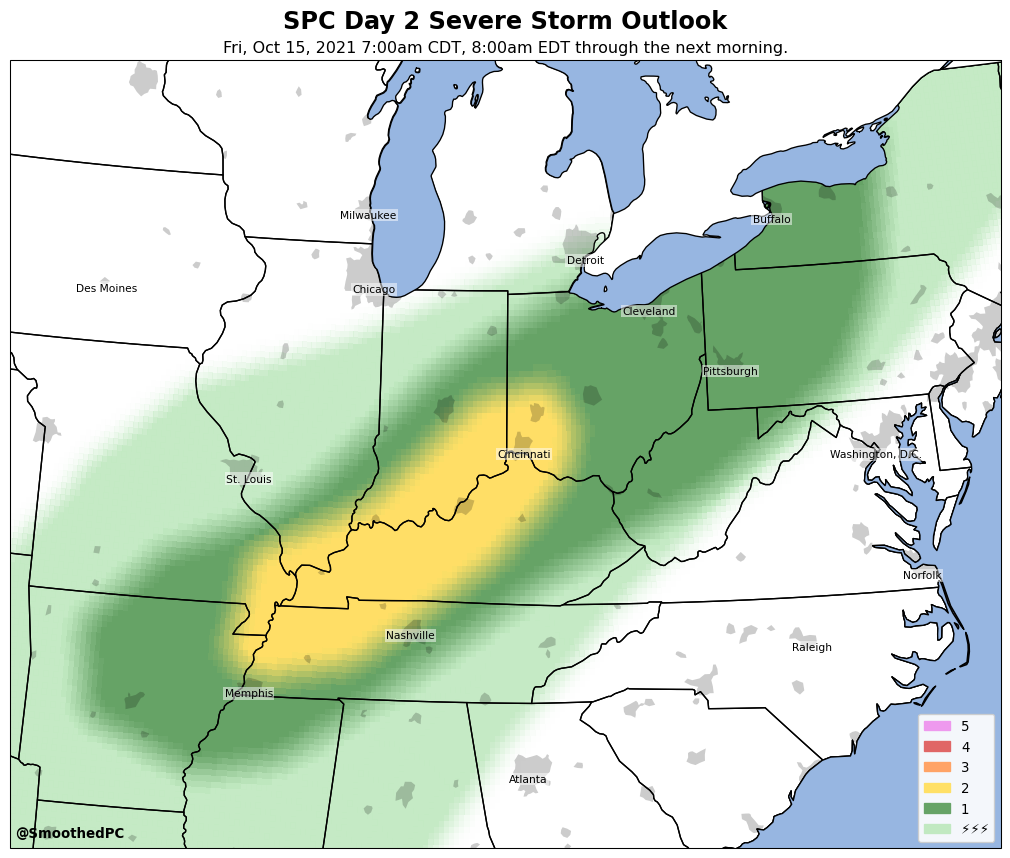 SPC Day 2 Severe Storm Outlook
Fri, Oct 15, 2021 7:00am CDT, 8:00am EDT through the next morning.
Milwaukee
Buffalo
Detroit
Des Moines
Chicago
Cleveland
Pittsburgh
Cincinnati
Washington, D.C.
St. Louis
Norfolk
Nashville
Raleigh
Memphis
Atlanta
5
4
3
2
1
⚡⚡⚡
@SmoothedPC